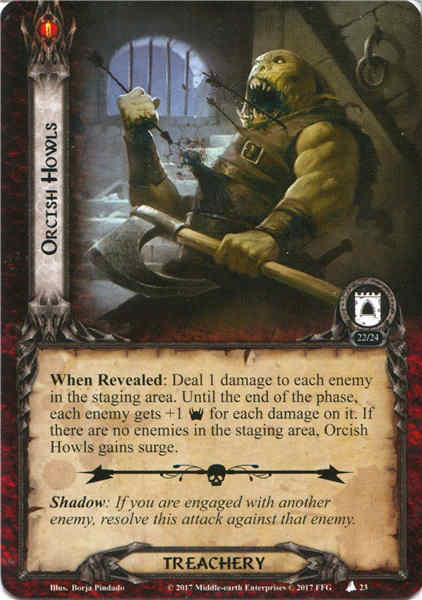 ORCISH HOWLS
22/24
When Revealed: Deal 1 damage to each enemy
in the staging area. Until the end of the phase,
each enemy gets +1 for each damage on it. If
there are no enemies in the staging area, Orcish
Howls gains surge.
Shadow: If you are engaged with another
enemy, resolve this attack against that enemy.
TREACHERY
Illus. Borja Pindado © 2017 Middle-earth Enterprises © 2017 FFG 23